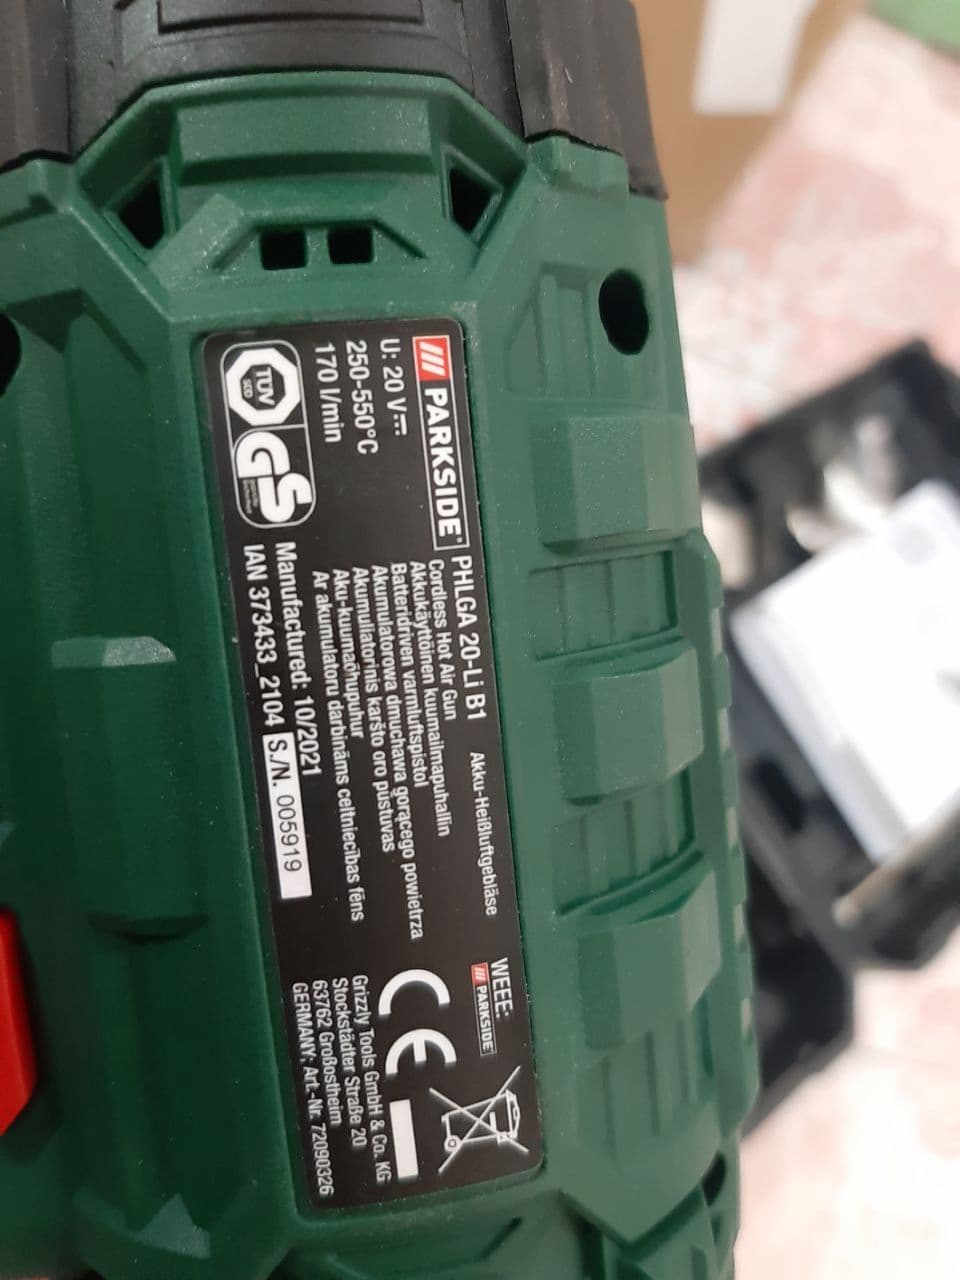 PARKSIDE®
U: 20 V
250-550°C
170 l/min
TÜV
SÜD
GS
PHLGA 20-Li B1
Akku-Heißluftgebläse
Cordless Hot Air Gun
Akkukäyttöinen kuumailmapuhallin
Batteridriven varmluftspistol
Akumulatorowa dmuchawa gorącego powietrza
Akumuliatorinis karšto oro pūstuvas
Aku-kuumaõhupuhur
Ar akumulatoru darbināms celtniecības fēns
Manufactured: 10/2021
IAN 373433_2104 S./N. 005919
WEEE:
PARKSIDE
CE
Grizzly Tools GmbH & Co. KG
Stockstädter Straße 20
63762 Großostheim
GERMANY; Art.-Nr. 72090326